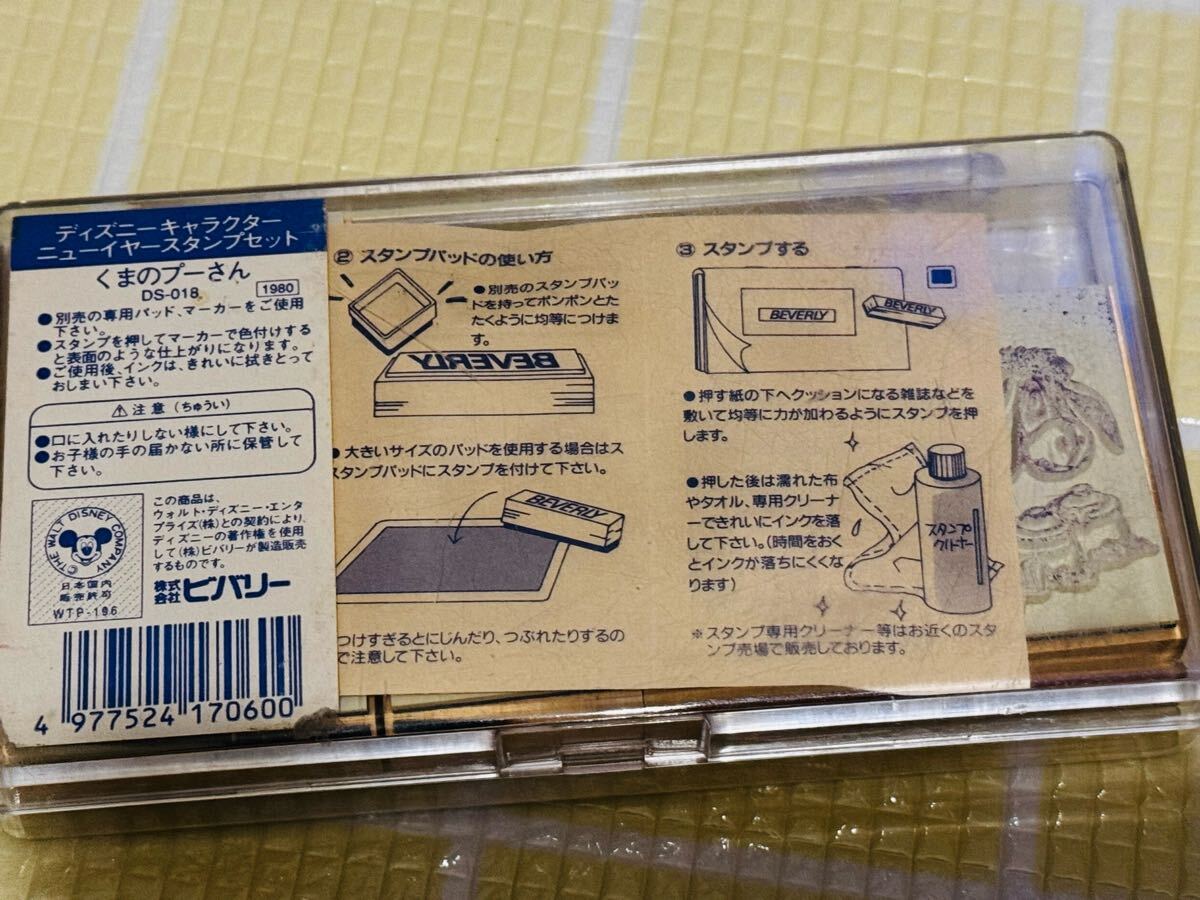 ディズニーキャラクター
ニューイヤースタンプセット
くまのプーさん
DS-018 1980
●別売の専用パッド、マーカーをご使用
下さい。
●スタンプを押してマーカーで色付けする
と表面のような仕上がりになります。
●ご使用後、インクは、きれいに拭きとって
おしまい下さい。
⚠注意(ちゅうい)
●口に入れたりしない様にして下さい。
●お子様の手の届かない所に保管して
下さい。
©THE WALT DISNEY COMPANY
日本国内
販売許可
WTP-196
この商品は、
ウォルト・ディズニー・エンタ
プライズ(株)との契約により、
ディズニーの著作権を使用
して(株)ビバリーが製造販売
するものです。
株式会社 ビバリー
4 977524 170600
② スタンプパッドの使い方
●別売のスタンプパッ
ドを持ってポンポンとた
たくように均等につけま
す。
BEVERLY
●大きいサイズのパッドを使用する場合はス
スタンプパッドにスタンプを付けて下さい。
BEVERLY
つけすぎるとにじんだり、つぶれたりするの
で注意して下さい。
③ スタンプする
BEVERLY
BEVERLY
●押す紙の下へクッションになる雑誌などを
敷いて均等に力が加わるようにスタンプを押
します。
●押した後は濡れた布
やタオル、専用クリーナ
ーできれいにインクを落
して下さい。(時間をおく
とインクが落ちにくくな
ります)
スタンプ
クリーナー
※スタンプ専用クリーナー等はお近くのスタ
ンプ売場で販売しております。